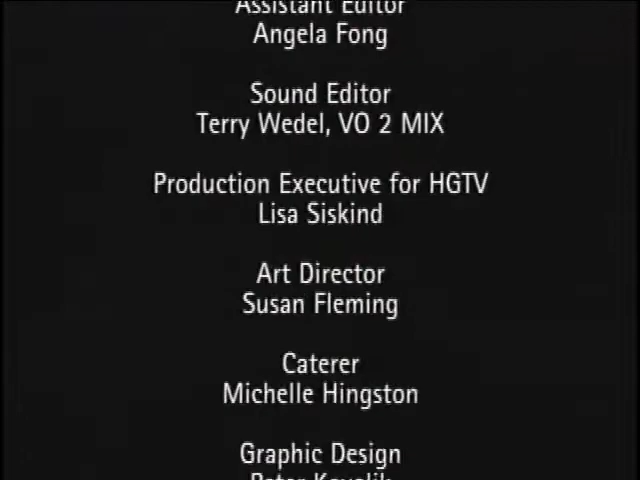 Assistant Editor
Angela Fong
Sound Editor
Terry Wedel, VO 2 MIX
Production Executive for HGTV
Lisa Siskind
Art Director
Susan Fleming
Caterer
Michelle Hingston
Graphic Design
Peter